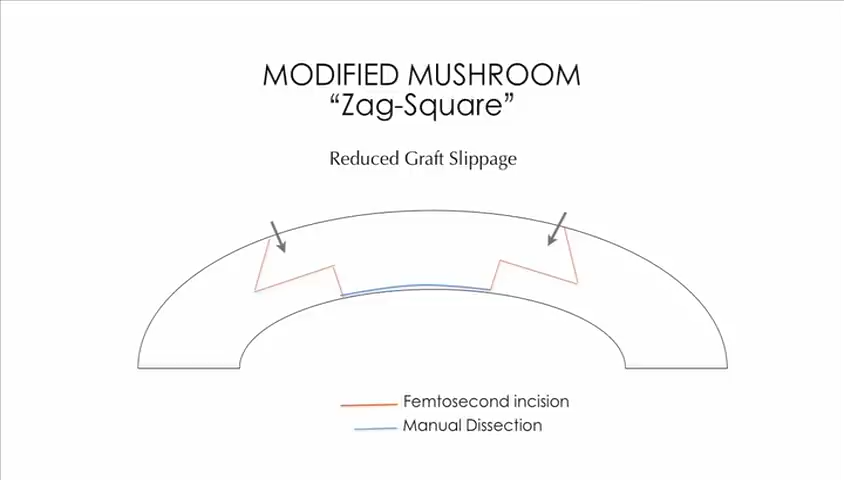 MODIFIED MUSHROOM
“Zag-Square”
Reduced Graft Slippage
Femtosecond incision
Manual Dissection